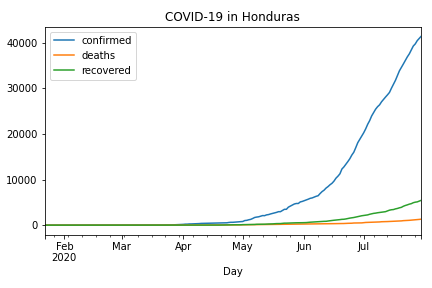 COVID-19 in Honduras
confirmed
deaths
recovered
40000
30000
20000
10000
0
Feb Mar Apr May Jun Jul
2020
Day